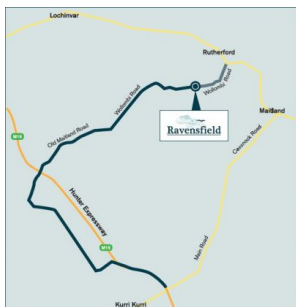 Lochinvar
Rutherford
Wollombi Road
Wollombi Road
Maitland
Ravensfield
Old Maitland Road
Cessnock Road
M15
Hunter Expressway
M15
Main Road
Kurri Kurri